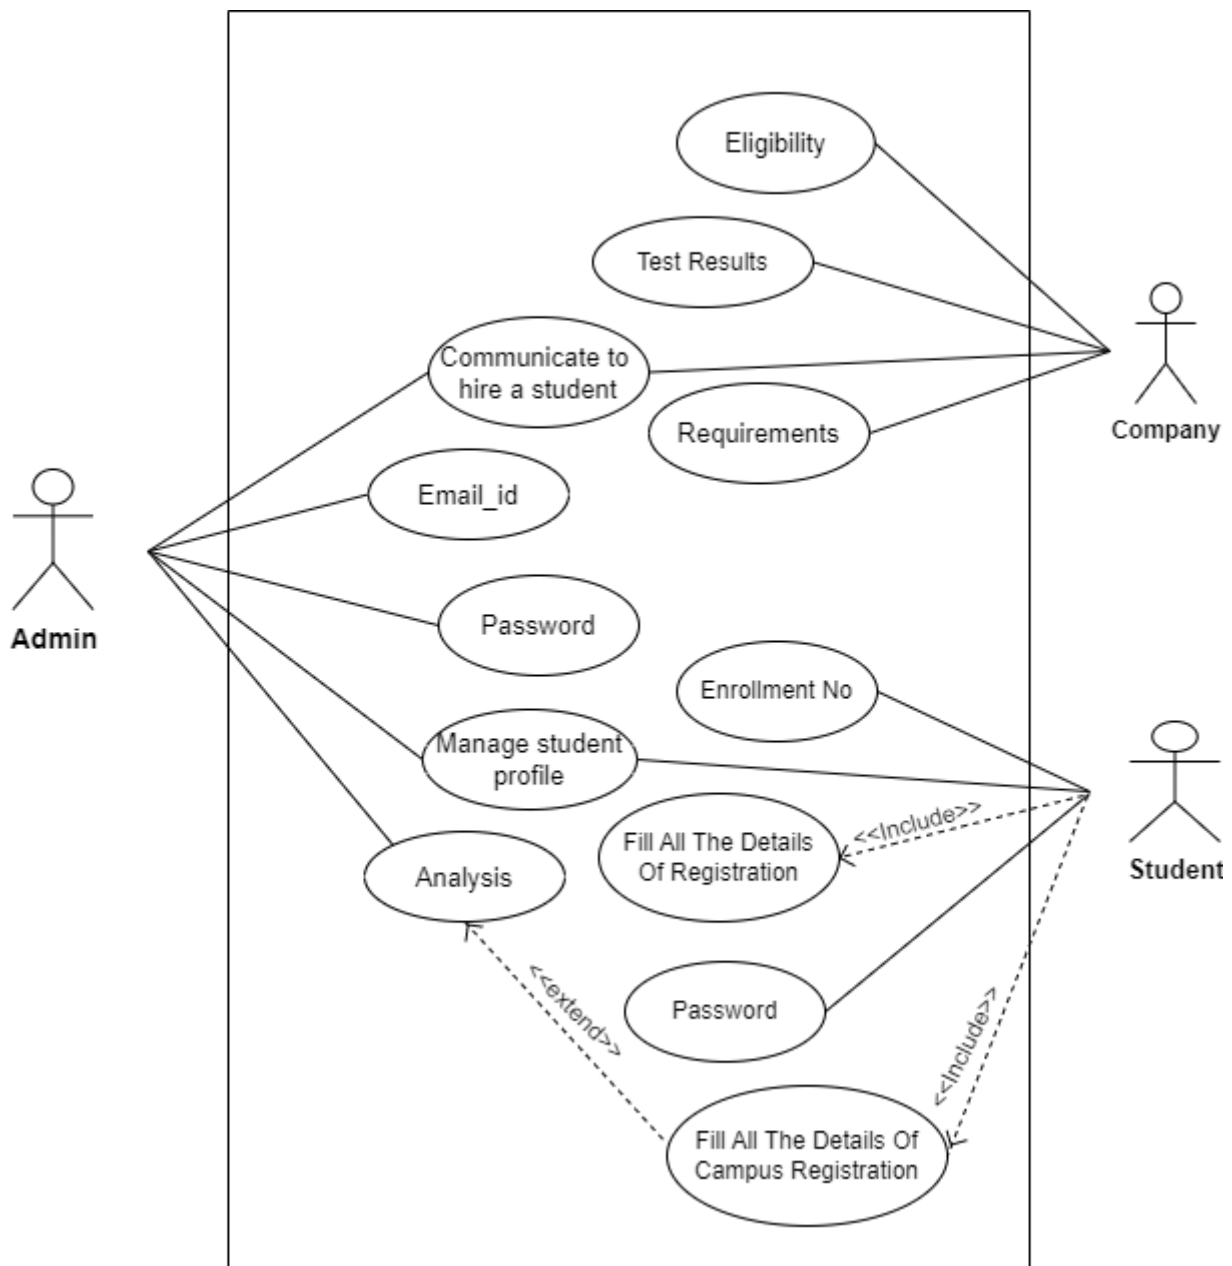 Eligibility
Test Results
Communicate to
hire a student
Requirements
Company
Email_id
Admin
Password
Enrollment No
Manage student
profile
<<Include>>
Fill All The Details
Of Registration
Student
Analysis
<<extend>>
Password
<<Include>>
Fill All The Details Of
Campus Registration